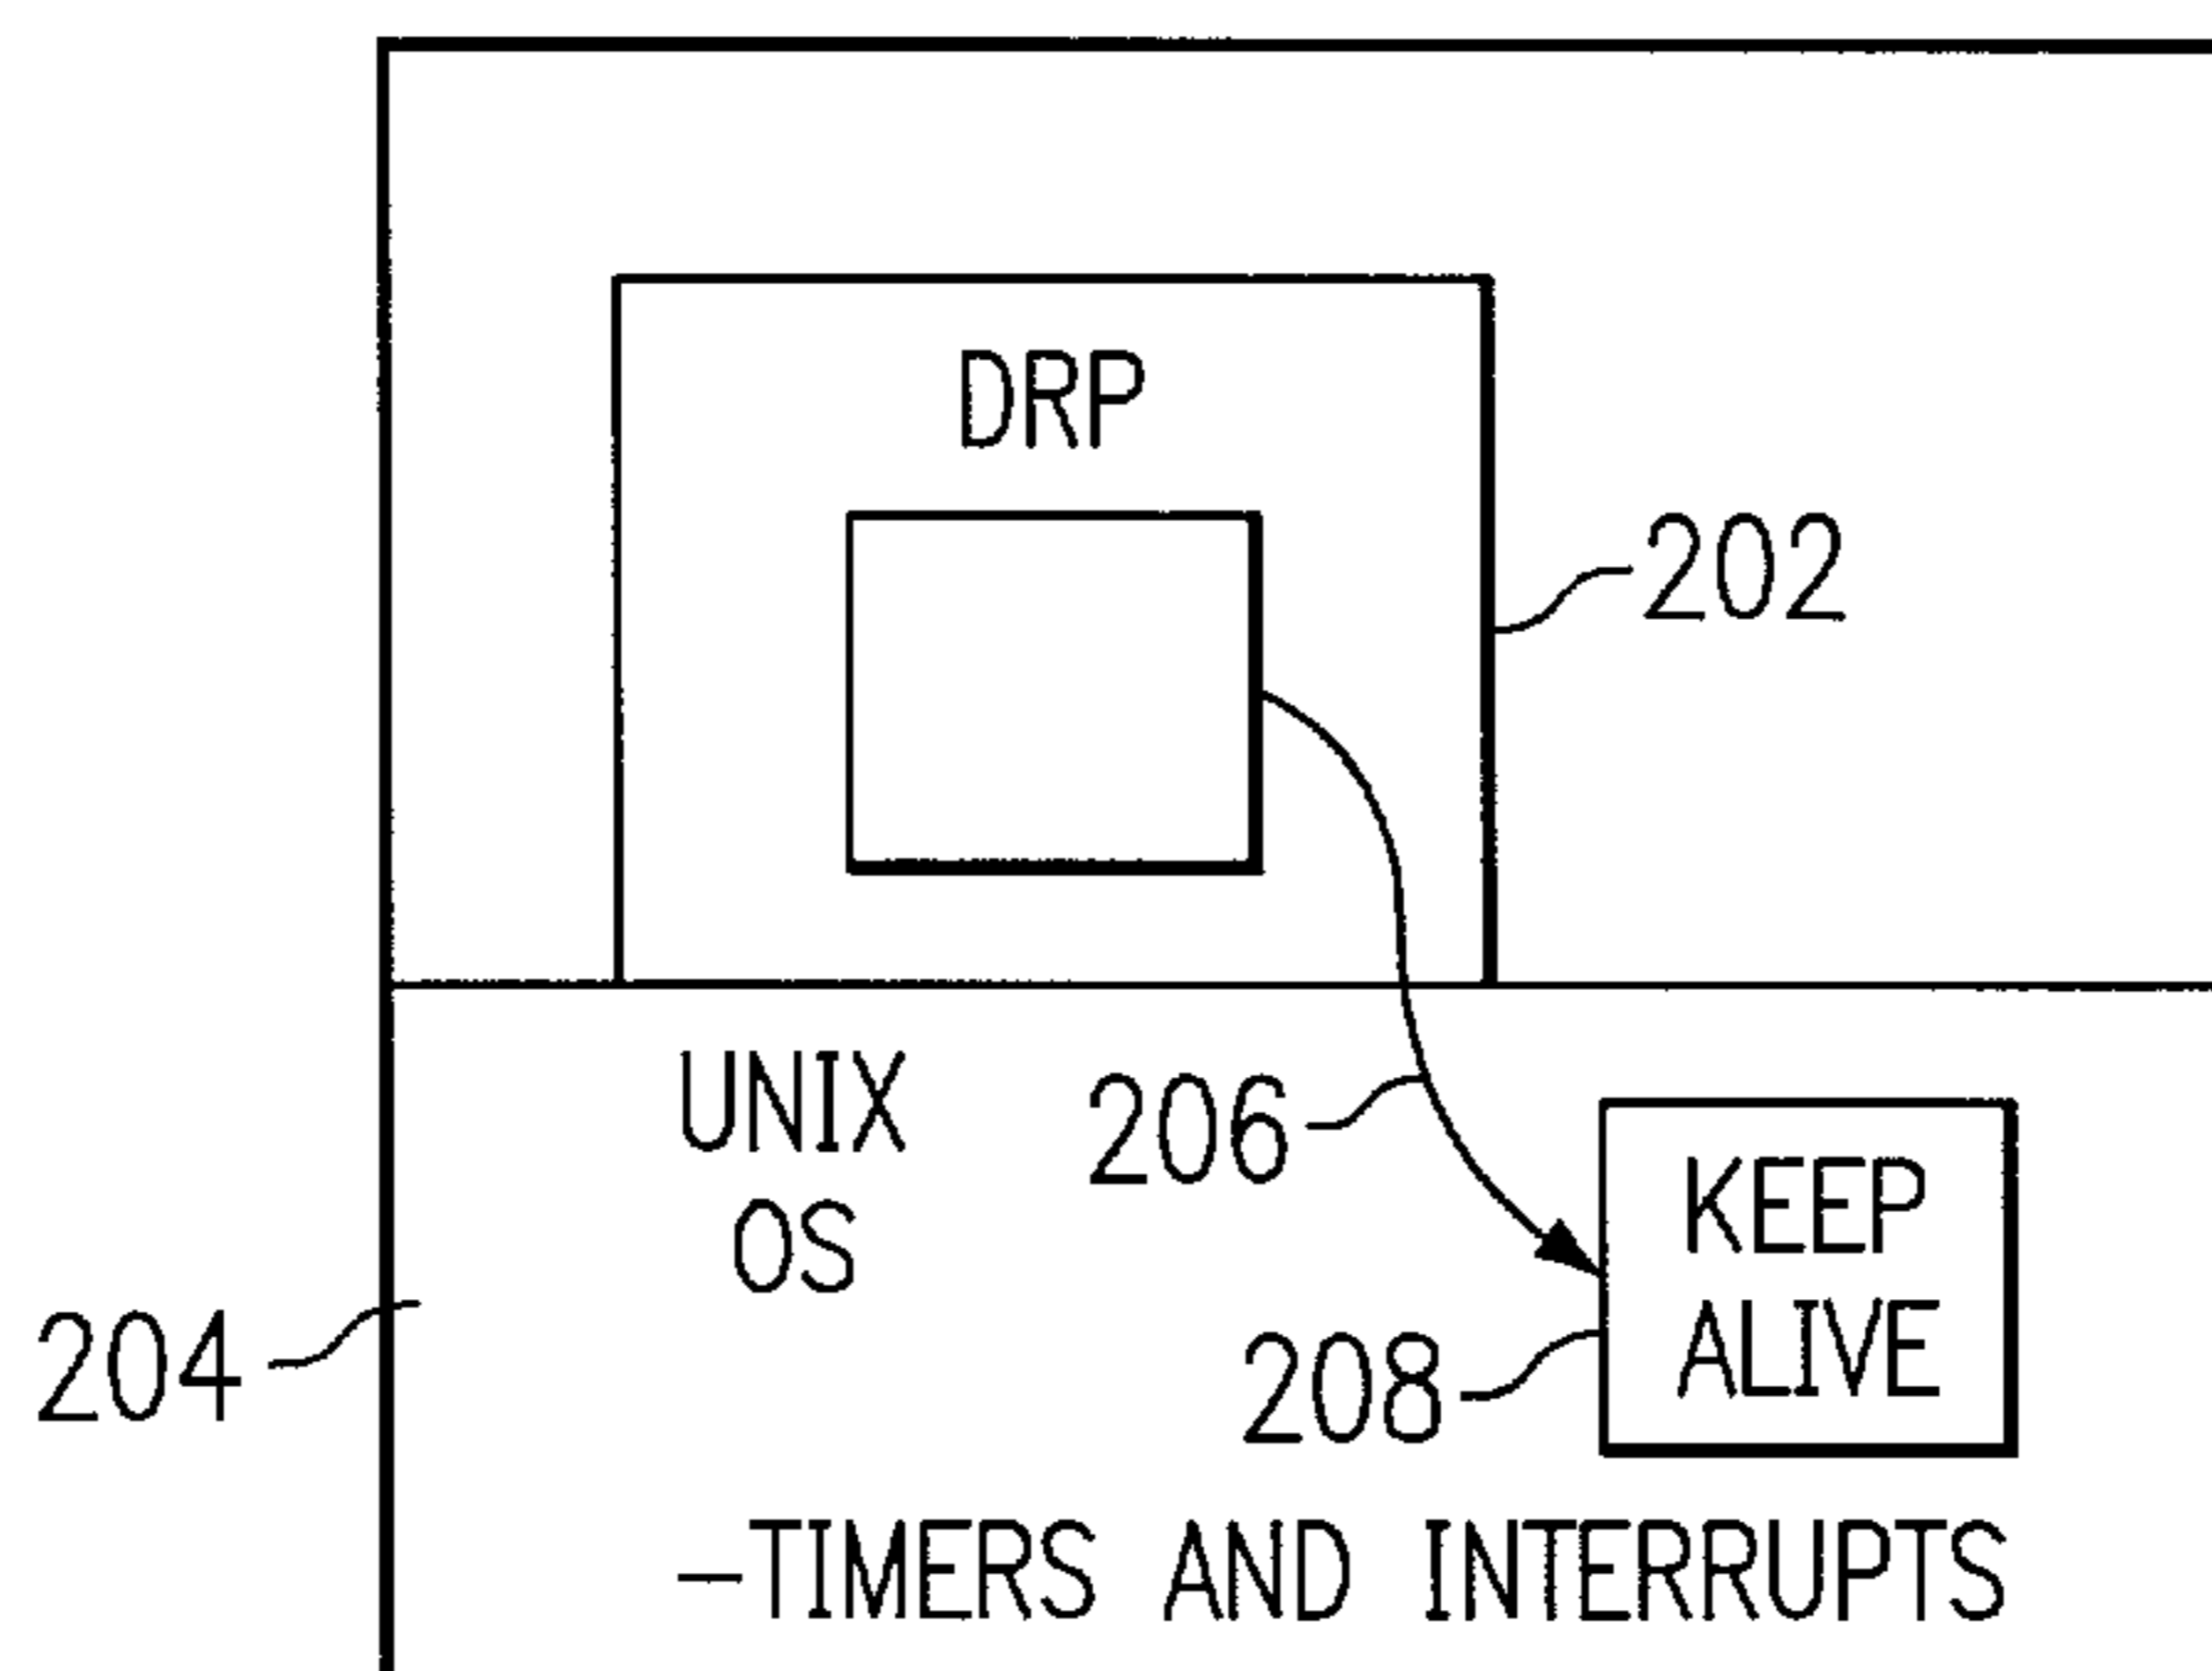 DRP
202
UNIX
OS
206
KEEP
ALIVE
204
208
-TIMERS AND INTERRUPTS